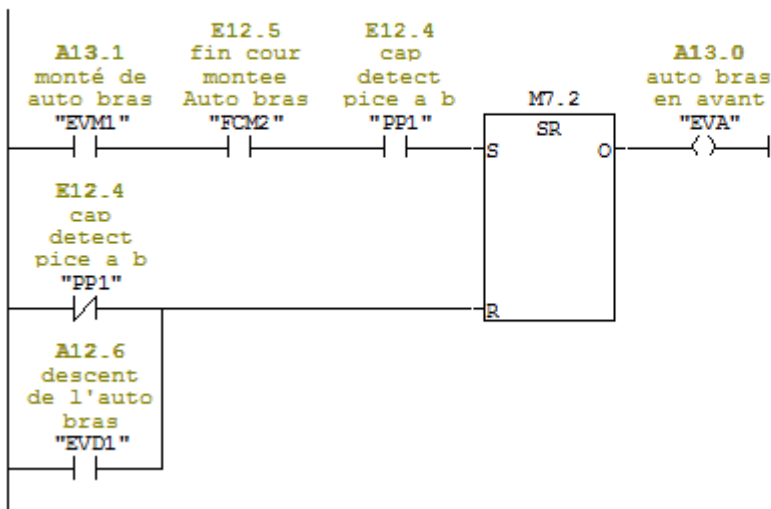 A13.1
monté de
auto bras
"EVM1"
E12.5
fin cour
montee
Auto bras
"FCM2"
E12.4
cap
detect
pice a b
"PP1"
M7.2
SR
S
Q
R
A13.0
auto bras
en avant
"EVA"
E12.4
cap
detect
pice a b
"PP1"
A12.6
descent
de l'auto
bras
"EVD1"